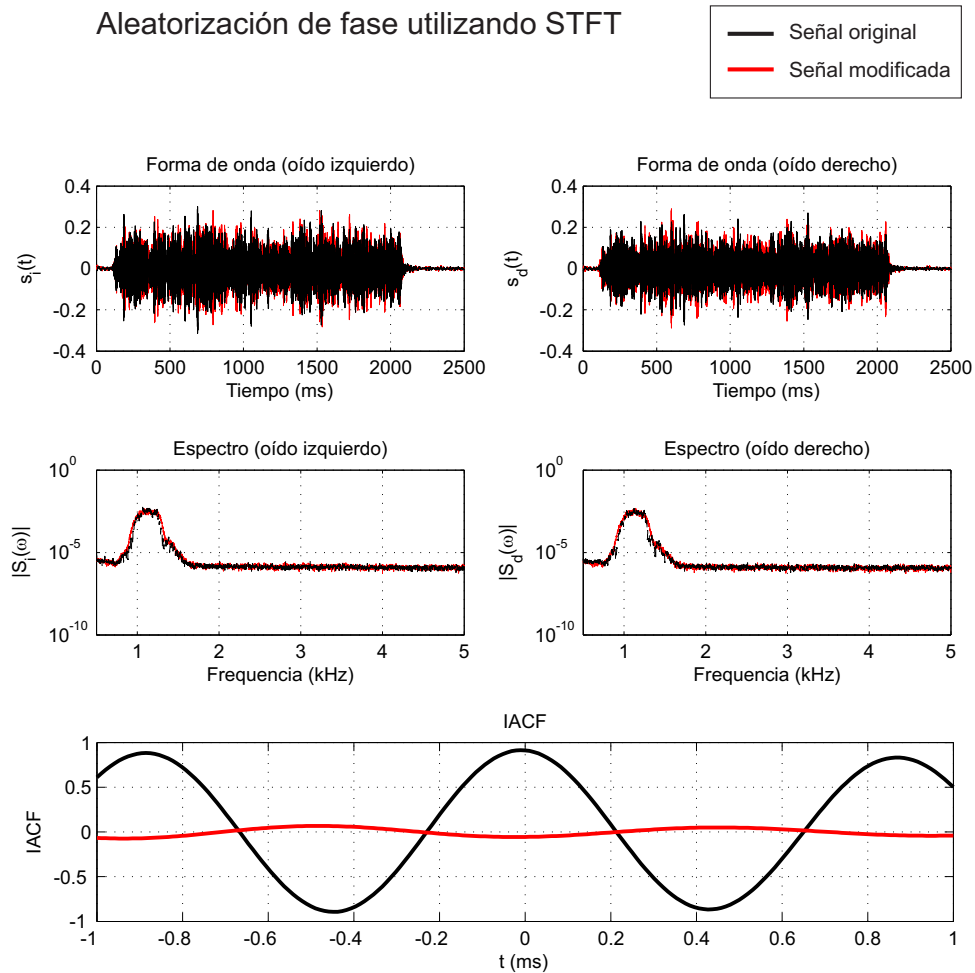 Aleatorización de fase utilizando STFT
Señal original
Señal modificada
Forma de onda (oído izquierdo)
s_i(t)
0.4
0.2
0
-0.2
-0.4
0 500 1000 1500 2000 2500
Tiempo (ms)
Forma de onda (oído derecho)
s_d(t)
0.4
0.2
0
-0.2
-0.4
0 500 1000 1500 2000 2500
Tiempo (ms)
Espectro (oído izquierdo)
|S_i(ω)|
10^0
10^-5
10^-10
1 2 3 4 5
Frequencia (kHz)
Espectro (oído derecho)
|S_d(ω)|
10^0
10^-5
10^-10
1 2 3 4 5
Frequencia (kHz)
IACF
IACF
1
0.5
0
-0.5
-1
-1 -0.8 -0.6 -0.4 -0.2 0 0.2 0.4 0.6 0.8 1
t (ms)